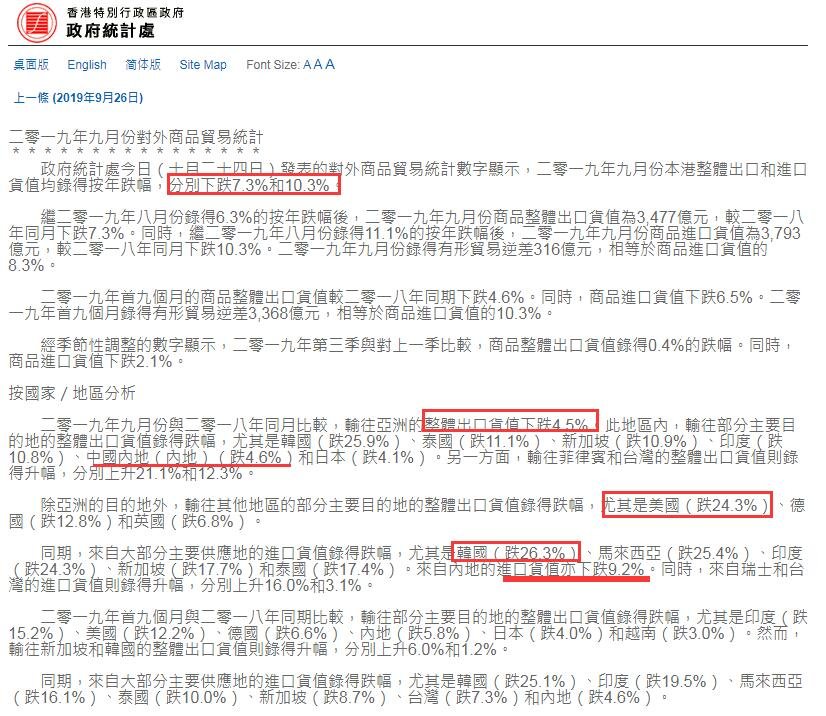 香港特別行政區政府
政府統計處
桌面版 English 简体版 Site Map Font Size: A A A
上一條 (2019年9月26日)
二零一九年九月份對外商品貿易統計
* * * * * * * * * * * * * * * * *
政府統計處今日（十月二十四日）發表的對外商品貿易統計數字顯示，二零一九年九月份本港整體出口和進口
貨值均錄得按年跌幅，分別下跌7.3%和10.3%。
繼二零一九年八月份錄得6.3%的按年跌幅後，二零一九年九月份商品整體出口貨值為3,477億元，較二零一八
年同月下跌7.3%。同時，繼二零一九年八月份錄得11.1%的按年跌幅後，二零一九年九月份商品進口貨值為3,793
億元，較二零一八年同月下跌10.3%。二零一九年九月份錄得有形貿易逆差316億元，相等於商品進口貨值的
8.3%。
二零一九年首九個月的商品整體出口貨值較二零一八年同期下跌4.6%。同時，商品進口貨值下跌6.5%。二零
一九年首九個月錄得有形貿易逆差3,368億元，相等於商品進口貨值的10.3%。
經季節性調整的數字顯示，二零一九年第三季與對上一季比較，商品整體出口貨值錄得0.4%的跌幅。同時，
商品進口貨值下跌2.1%。
按國家／地區分析
二零一九年九月份與二零一八年同月比較，輸往亞洲的整體出口貨值下跌4.5%。此地區內，輸往部分主要目
的地的整體出口貨值錄得跌幅，尤其是韓國（跌25.9%）、泰國（跌11.1%）、新加坡（跌10.9%）、印度（跌
10.8%）、中國內地（內地）（跌4.6%）和日本（跌4.1%）。另一方面，輸往菲律賓和台灣的整體出口貨值則錄
得升幅，分別上升21.1%和12.3%。
除亞洲的目的地外，輸往其他地區的部分主要目的地的整體出口貨值錄得跌幅，尤其是美國（跌24.3%）、德
國（跌12.8%）和英國（跌6.8%）。
同期，來自大部分主要供應地的進口貨值錄得跌幅，尤其是韓國（跌26.3%）、馬來西亞（跌25.4%）、印度
（跌24.3%）、新加坡（跌17.7%）和泰國（跌17.4%）。來自內地的進口貨值亦下跌9.2%。同時，來自瑞士和台
灣的進口貨值則錄得升幅，分別上升16.0%和3.1%。
二零一九年首九個月與二零一八年同期比較，輸往部分主要目的地的整體出口貨值錄得跌幅，尤其是印度（跌
15.2%）、美國（跌12.2%）、德國（跌6.6%）、內地（跌5.8%）、日本（跌4.0%）和越南（跌3.0%）。然而，
輸往新加坡和韓國的整體出口貨值則錄得升幅，分別上升6.0%和1.2%。
同期，來自大部分主要供應地的進口貨值錄得跌幅，尤其是韓國（跌25.1%）、印度（跌19.5%）、馬來西亞
（跌16.1%）、泰國（跌10.0%）、新加坡（跌8.7%）、台灣（跌7.3%）和內地（跌4.6%）。